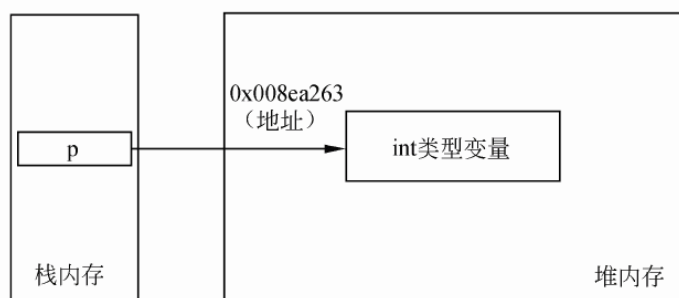 0x008ea263
（地址）
p
int类型变量
栈内存
堆内存